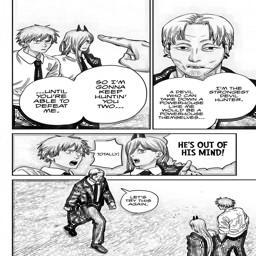 I'M THE
STRONGEST
DEVIL
HUNTER.
A DEVIL
WHO CAN
TAKE DOWN A
POWERHOUSE
LIKE ME
WOULD BE A
POWERHOUSE
THEMSELVES...
SO I'M
GONNA
KEEP
HUNTIN'
YOU
TWO...
...UNTIL
YOU'RE
ABLE TO
DEFEAT
ME.
HE'S OUT OF
HIS MIND!
TOTALLY!
LET'S
TRY THIS
AGAIN.